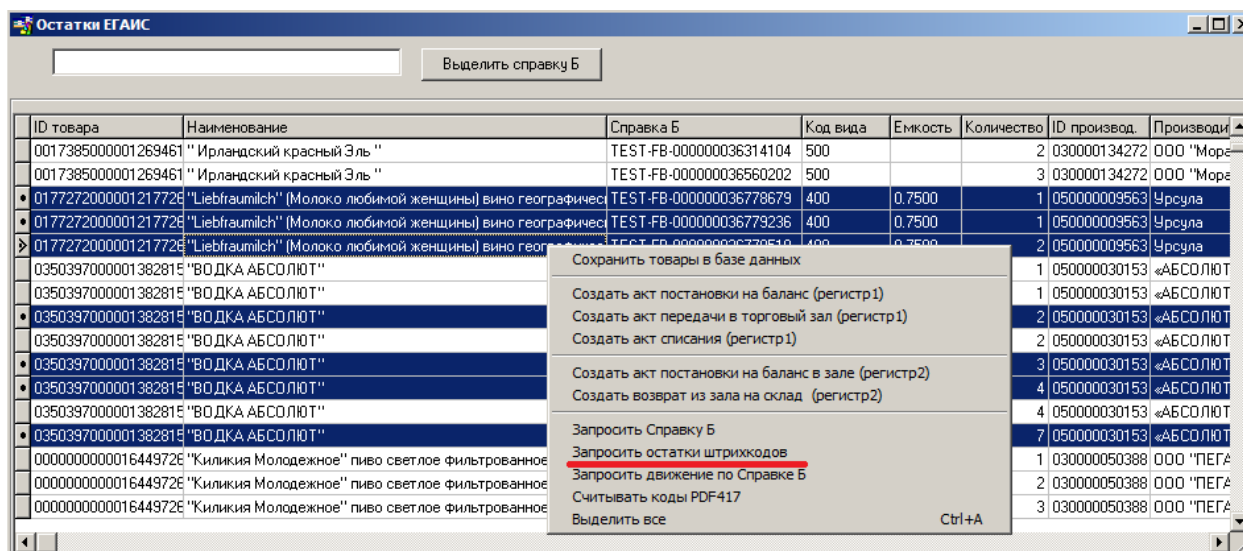 Остатки ЕГАИС
Выделить справку Б
ID товара Наименование Справка Б Код вида Емкость Количество ID производ. Производит
0017385000001269461 " Ирландский красный Эль " TEST-FB-000000036314104 500 2 030000134272 ООО "Мора
0017385000001269461 " Ирландский красный Эль " TEST-FB-000000036560202 500 3 030000134272 ООО "Море
0177272000001217726 "Liebfraumilch" (Молоко любимой женщины) вино географичес TEST-FB-000000036778679 400 0.7500 1 050000009563 Урсула
0177272000001217726 "Liebfraumilch" (Молоко любимой женщины) вино географичес TEST-FB-000000036779236 400 0.7500 1 050000009563 Урсула
0177272000001217726 "Liebfraumilch" (Молоко любимой женщины) вино географичес TEST-FB-000000036779519 400 0.7500 2 050000009563 Урсула
0350397000001382815 "ВОДКА АБСОЛЮТ" 1 050000030153 «АБСОЛЮТ
0350397000001382815 "ВОДКА АБСОЛЮТ" 1 050000030153 «АБСОЛЮТ
0350397000001382815 "ВОДКА АБСОЛЮТ" 2 050000030153 «АБСОЛЮТ
0350397000001382815 "ВОДКА АБСОЛЮТ" 2 050000030153 «АБСОЛЮТ
0350397000001382815 "ВОДКА АБСОЛЮТ" 3 050000030153 «АБСОЛЮТ
0350397000001382815 "ВОДКА АБСОЛЮТ" 4 050000030153 «АБСОЛЮТ
0350397000001382815 "ВОДКА АБСОЛЮТ" 4 050000030153 «АБСОЛЮТ
0350397000001382815 "ВОДКА АБСОЛЮТ" 7 050000030153 «АБСОЛЮТ
0000000000016449726 "Киликия Молодежное" пиво светлое фильтрованное 1 030000050388 ООО "ПЕГА
0000000000016449726 "Киликия Молодежное" пиво светлое фильтрованное 2 030000050388 ООО "ПЕГА
0000000000016449726 "Киликия Молодежное" пиво светлое фильтрованное 3 030000050388 ООО "ПЕГА
Сохранить товары в базе данных
Создать акт постановки на баланс (регистр1)
Создать акт передачи в торговый зал (регистр1)
Создать акт списания (регистр1)
Создать акт постановки на баланс в зале (регистр2)
Создать возврат из зала на склад (регистр2)
Запросить Справку Б
Запросить остатки штрихкодов
Запросить движение по Справке Б
Считывать коды PDF417
Выделить все Ctrl+A